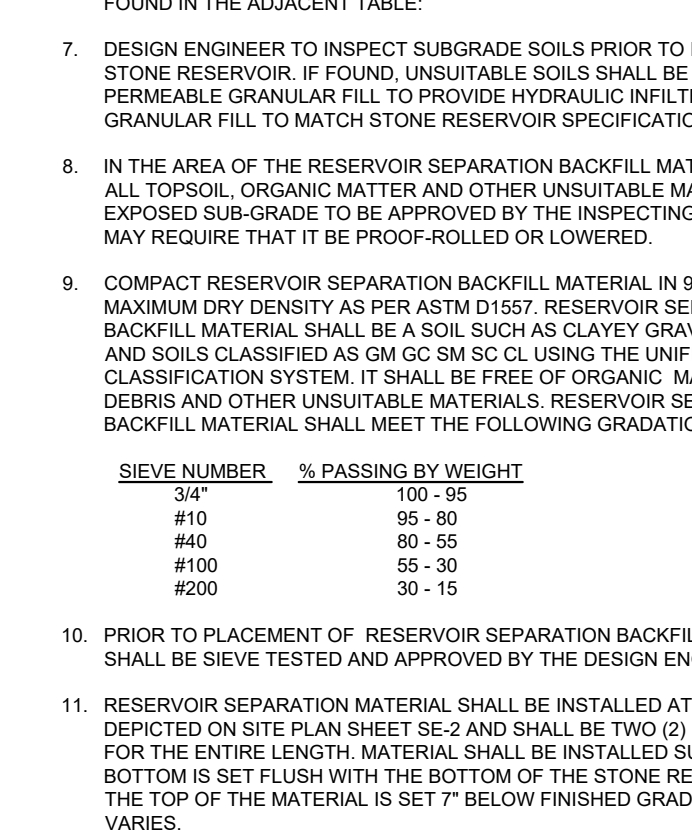 FOUND IN THE ADJACENT TABLE:
7. DESIGN ENGINEER TO INSPECT SUBGRADE SOILS PRIOR TO
STONE RESERVOIR. IF FOUND, UNSUITABLE SOILS SHALL BE
PERMEABLE GRANULAR FILL TO PROVIDE HYDRAULIC
GRANULAR FILL TO MATCH STONE RESERVOIR
8. IN THE AREA OF THE RESERVOIR SEPARATION BACKFILL
ALL TOPSOIL, ORGANIC MATTER AND OTHER UNSUITABLE
EXPOSED SUB-GRADE TO BE APPROVED BY THE INSPECTING
MAY REQUIRE THAT IT BE PROOF-ROLLED OR LOWERED.
9. COMPACT RESERVOIR SEPARATION BACKFILL MATERIAL IN 9
MAXIMUM DRY DENSITY AS PER ASTM D1557. RESERVOIR
BACKFILL MATERIAL SHALL BE A SOIL SUCH AS CLAYEY
AND SOILS CLASSIFIED AS GM GC SM SC CL USING THE
CLASSIFICATION SYSTEM. IT SHALL BE FREE OF ORGANIC
DEBRIS AND OTHER UNSUITABLE MATERIALS. RESERVOIR
BACKFILL MATERIAL SHALL MEET THE FOLLOWING
SIEVE NUMBER % PASSING BY WEIGHT
3/4" 100 - 95
#10 95 - 80
#40 80 - 55
#100 55 - 30
#200 30 - 15
10. PRIOR TO PLACEMENT OF RESERVOIR SEPARATION
SHALL BE SIEVE TESTED AND APPROVED BY THE DESIGN
11. RESERVOIR SEPARATION MATERIAL SHALL BE INSTALLED AT
DEPICTED ON SITE PLAN SHEET SE-2 AND SHALL BE TWO (2)
FOR THE ENTIRE LENGTH. MATERIAL SHALL BE INSTALLED
BOTTOM IS SET FLUSH WITH THE BOTTOM OF THE STONE
THE TOP OF THE MATERIAL IS SET 7" BELOW FINISHED
VARIES.